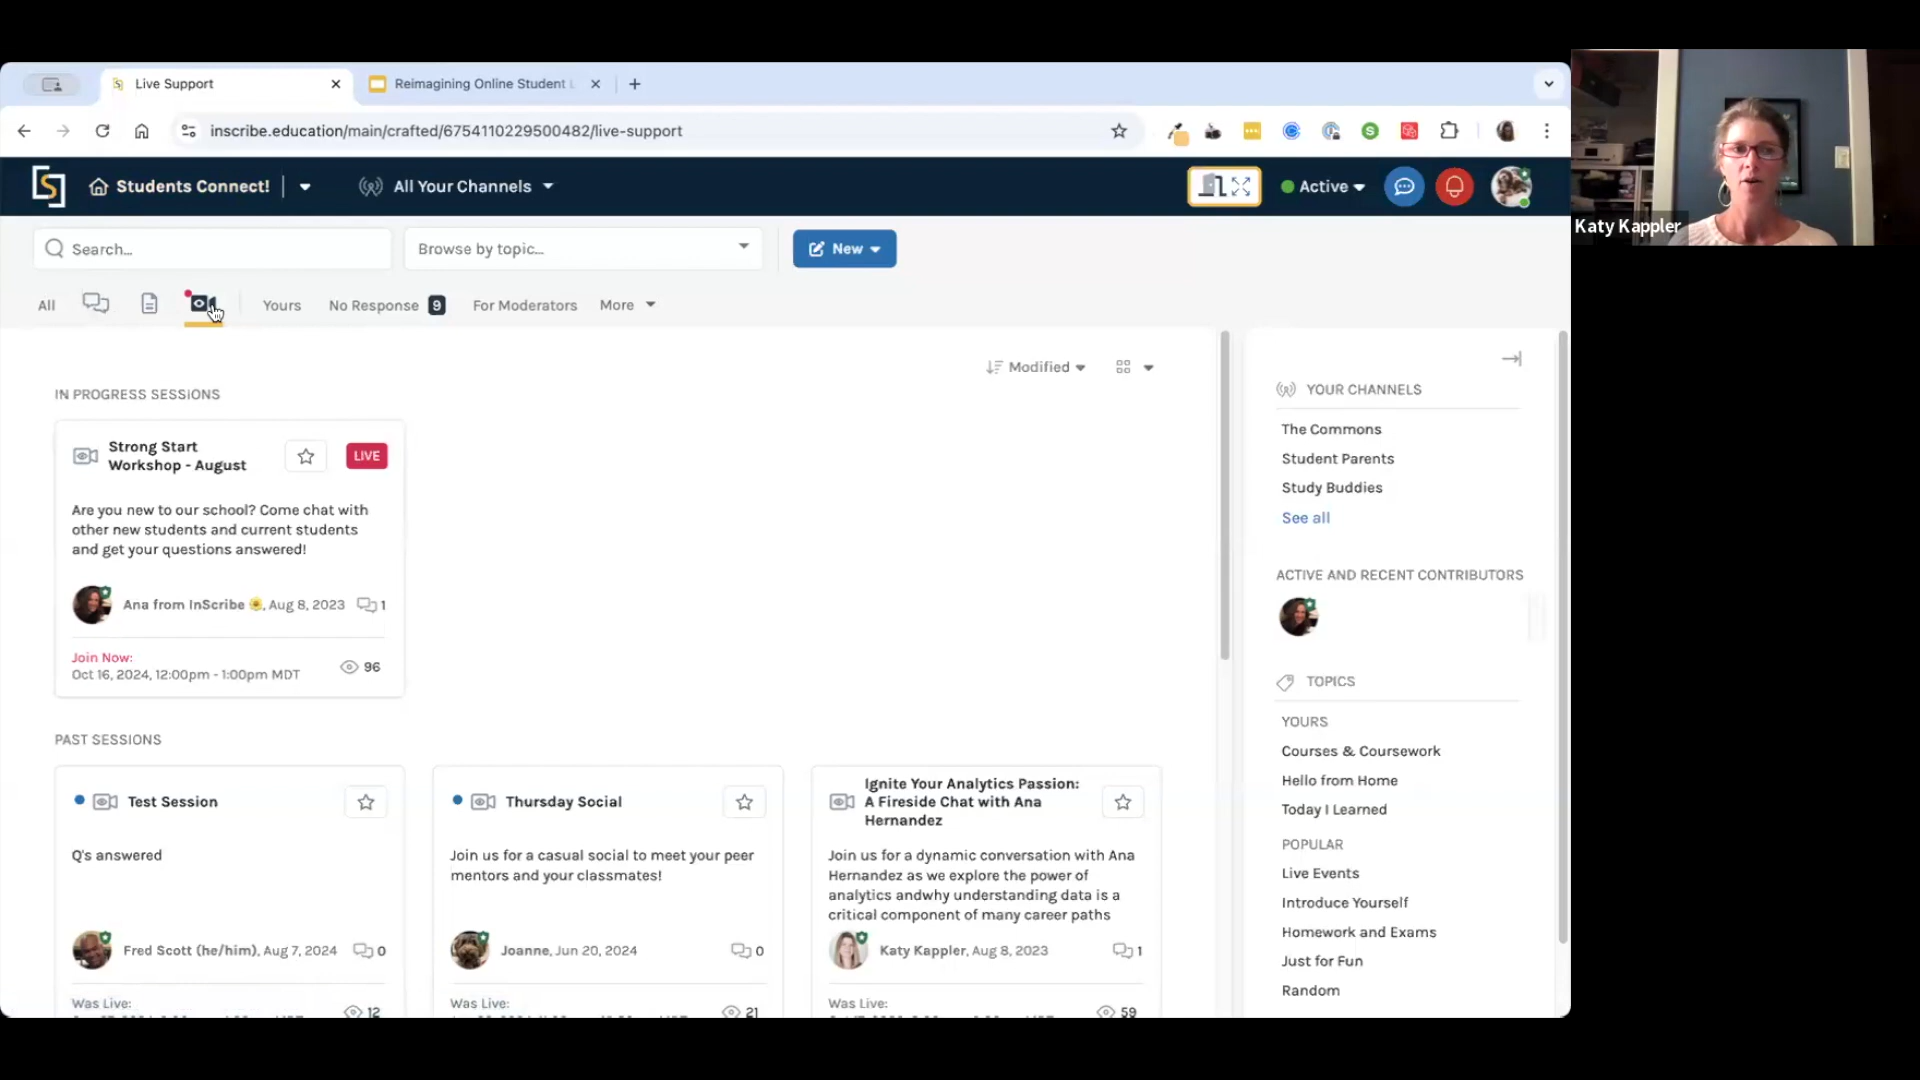 Live Support
Reimagining Online Student
inscribe.education/main/crafted/6754110229500482/live-support
Katy Kappler
Students Connect!
All Your Channels
Active
Search...
Browse by topic...
New
All
Yours
No Response 9
For Moderators
More
Modified
IN PROGRESS SESSIONS
Strong Start
Workshop - August
LIVE
Are you new to our school? Come chat with
other new students and current students
and get your questions answered!
Ana from InScribe 🌼, Aug 8, 2023 1
Join Now:
Oct 16, 2024, 12:00pm - 1:00pm MDT
96
PAST SESSIONS
Test Session
Q's answered
Fred Scott (he/him), Aug 7, 2024 0
Was Live:
12
Thursday Social
Join us for a casual social to meet your peer
mentors and your classmates!
Joanne, Jun 20, 2024 0
Was Live:
21
Ignite Your Analytics Passion:
A Fireside Chat with Ana
Hernandez
Join us for a dynamic conversation with Ana
Hernandez as we explore the power of
analytics andwhy understanding data is a
critical component of many career paths
Katy Kappler, Aug 8, 2023 1
Was Live:
59
YOUR CHANNELS
The Commons
Student Parents
Study Buddies
See all
ACTIVE AND RECENT CONTRIBUTORS
TOPICS
YOURS
Courses & Coursework
Hello from Home
Today I Learned
POPULAR
Live Events
Introduce Yourself
Homework and Exams
Just for Fun
Random